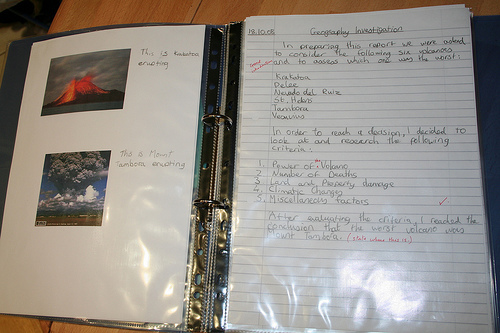 This is Krakatoa
erupting
This is Mount
Tambora erupting
18.10.08 Geography Investigation
In preparing this report we were asked
to consider the following six volcanoes
and to assess which one was the worst:
Krakatoa
Pelee
Nevado del Ruiz
St. Helens
Tambora
Vesuvius
In order to reach a decision, I decided to
look at and research the following
criteria:
1. Power of Volcano
2. Number of Deaths
3. Land and Property damage
4. Climatic Changes
5. Miscellaneous factors
After evaluating the criteria, I reached the
conclusion that the worst volcano was
Mount Tambora. (state where this is)